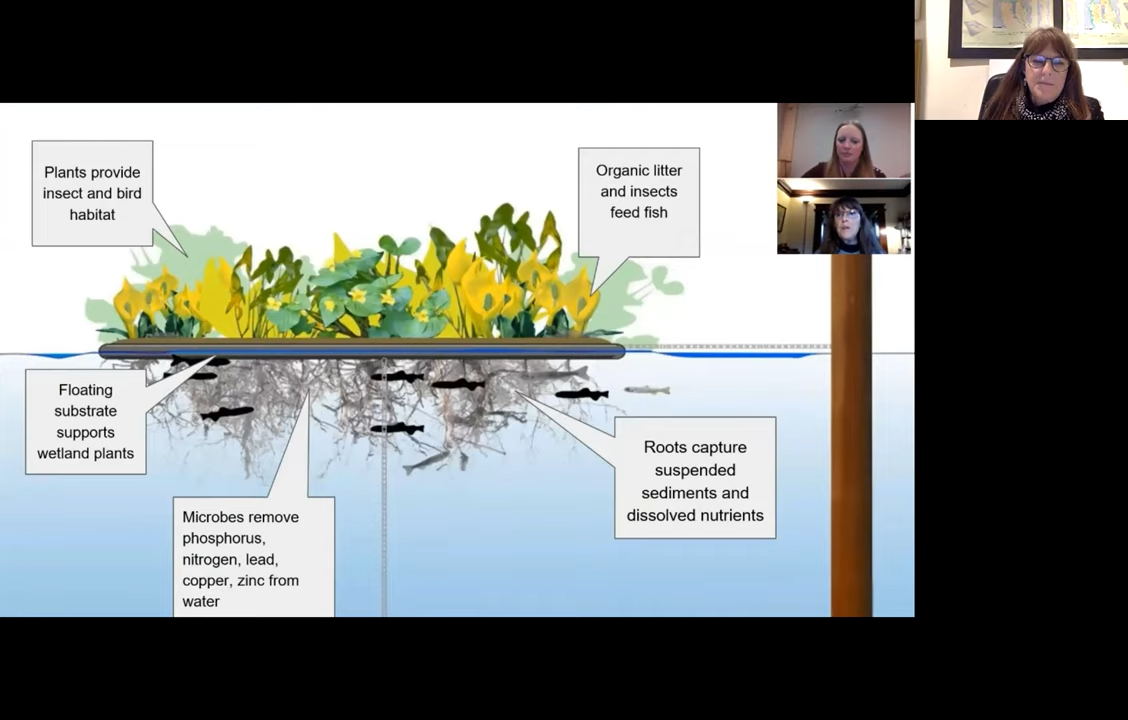 Plants provide
insect and bird
habitat
Organic litter
and insects
feed fish
Floating
substrate
supports
wetland plants
Roots capture
suspended
sediments and
dissolved nutrients
Microbes remove
phosphorus,
nitrogen, lead,
copper, zinc from
water